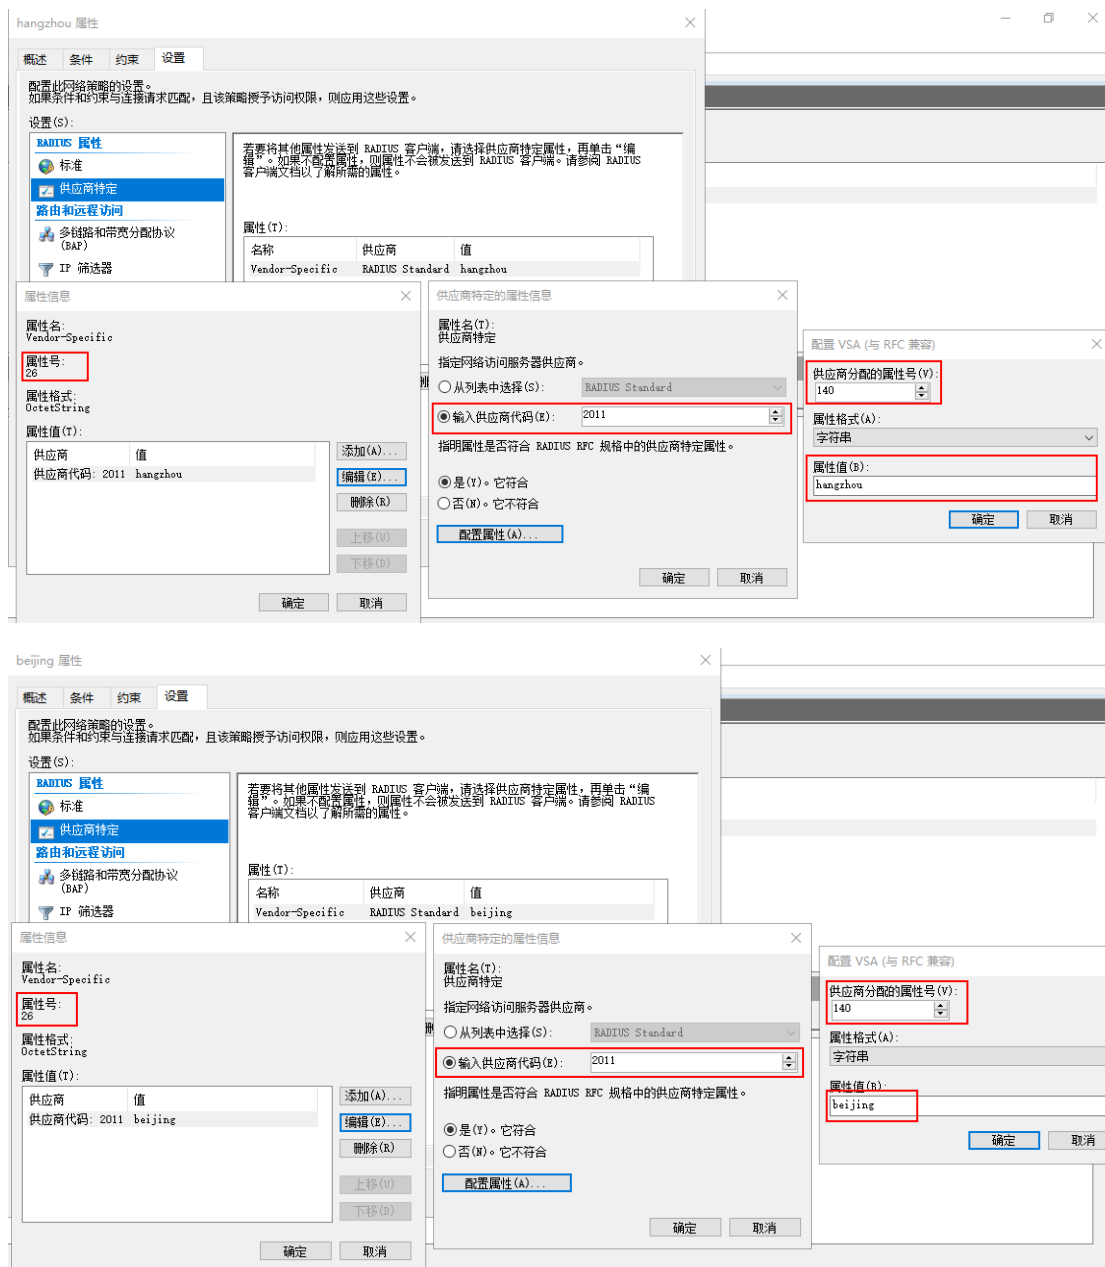 hangzhou 属性
概述 条件 约束 设置
配置此网络策略的设置。
如果条件和约束与连接请求匹配，且该策略授予访问权限，则应用这些设置。
设置(S):
RADIUS 属性
标准
供应商特定
路由和远程访问
多链路和带宽分配协议
(BAP)
IP 筛选器
若要将其他属性发送到 RADIUS 客户端，请选择供应商特定属性，再单击“编
辑”。如果不配置属性，则属性不会被发送到 RADIUS 客户端。请参阅 RADIUS
客户端文档以了解所需的属性。
属性(T):
名称 供应商 值
Vendor-Specific RADIUS Standard hangzhou
属性信息
属性名:
Vendor-Specific
属性号:
26
属性格式:
OctetString
属性值(T):
供应商 值
供应商代码: 2011 hangzhou
添加(A)...
编辑(E)...
删除(R)
上移(U)
下移(D)
确定 取消
供应商特定的属性信息
属性名(T):
供应商特定
指定网络访问服务器供应商。
从列表中选择(S): RADIUS Standard
输入供应商代码(E): 2011
指明属性是否符合 RADIUS RFC 规格中的供应商特定属性。
是(Y)。它符合
否(N)。它不符合
配置属性(A)...
确定 取消
配置 VSA (与 RFC 兼容)
供应商分配的属性号(V):
140
属性格式(A):
字符串
属性值(B):
hangzhou
确定 取消
beijing 属性
概述 条件 约束 设置
配置此网络策略的设置。
如果条件和约束与连接请求匹配，且该策略授予访问权限，则应用这些设置。
设置(S):
RADIUS 属性
标准
供应商特定
路由和远程访问
多链路和带宽分配协议
(BAP)
IP 筛选器
若要将其他属性发送到 RADIUS 客户端，请选择供应商特定属性，再单击“编
辑”。如果不配置属性，则属性不会被发送到 RADIUS 客户端。请参阅 RADIUS
客户端文档以了解所需的属性。
属性(T):
名称 供应商 值
Vendor-Specific RADIUS Standard beijing
属性信息
属性名:
Vendor-Specific
属性号:
26
属性格式:
OctetString
属性值(T):
供应商 值
供应商代码: 2011 beijing
添加(A)...
编辑(E)...
删除(R)
上移(U)
下移(D)
确定 取消
供应商特定的属性信息
属性名(T):
供应商特定
指定网络访问服务器供应商。
从列表中选择(S): RADIUS Standard
输入供应商代码(E): 2011
指明属性是否符合 RADIUS RFC 规格中的供应商特定属性。
是(Y)。它符合
否(N)。它不符合
配置属性(A)...
确定 取消
配置 VSA (与 RFC 兼容)
供应商分配的属性号(V):
140
属性格式(A):
字符串
属性值(B):
beijing
确定 取消